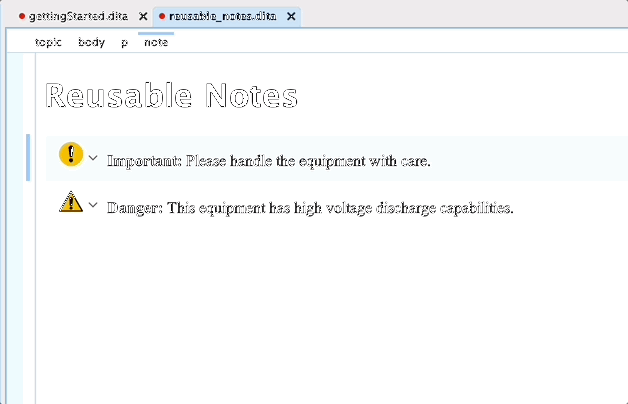 gettingStarted.dita reusable_notes.dita
topic body p note
Reusable Notes
Important: Please handle the equipment with care.
Danger: This equipment has high voltage discharge capabilities.